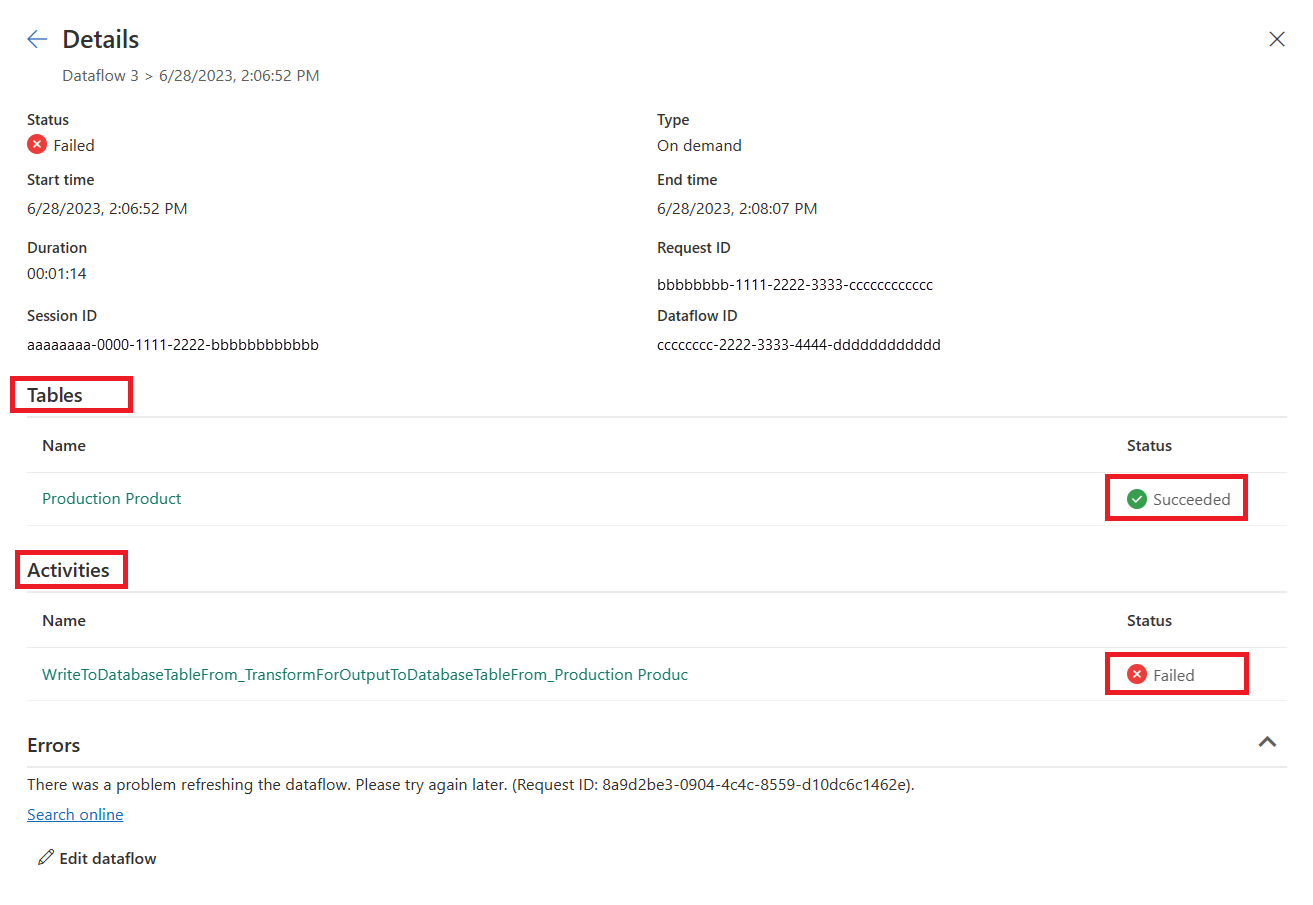 Details
Dataflow 3 > 6/28/2023, 2:06:52 PM
Status
Type
Failed
On demand
Start time
End time
6/28/2023, 2:06:52 PM
6/28/2023, 2:08:07 PM
Duration
Request ID
00:01:14
bbbbbbbb-1111-2222-3333-cccccccccccc
Session ID
Dataflow ID
aaaaaaaa-0000-1111-2222-bbbbbbbbbbbb
cccccccc-2222-3333-4444-dddddddddddd
Tables
Name Status
Production Product Succeeded
Activities
Name Status
WriteToDatabaseTableFrom_TransformForOutputToDatabaseTableFrom_Production Produc Failed
Errors
There was a problem refreshing the dataflow. Please try again later. (Request ID: 8a9d2be3-0904-4c4c-8559-d10dc6c1462e).
Search online
Edit dataflow